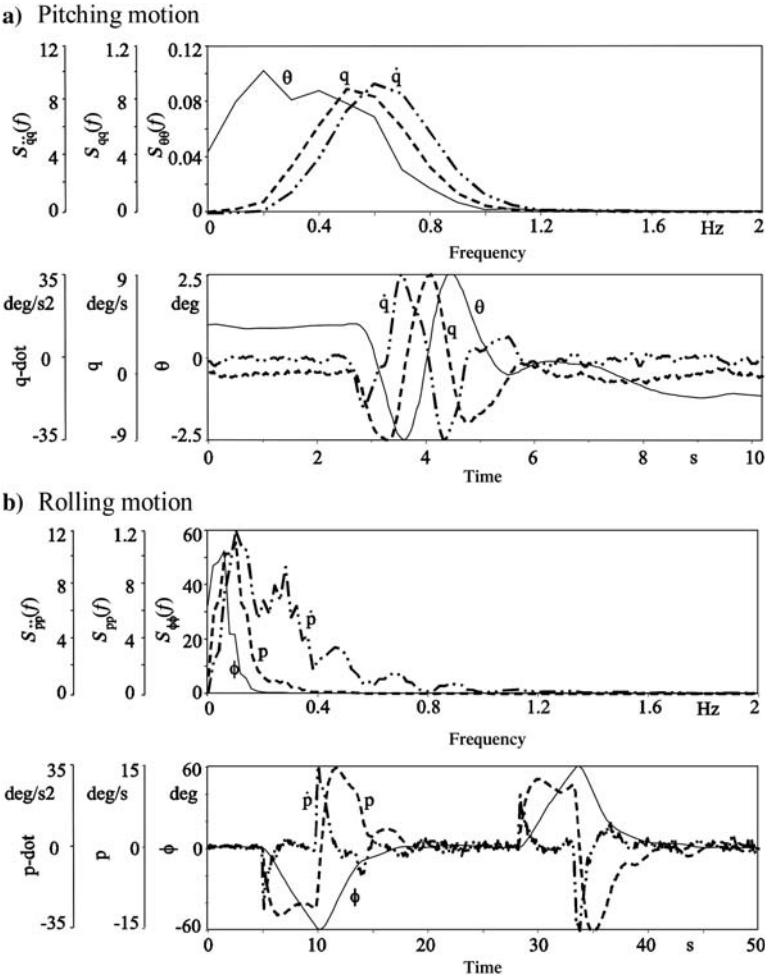 a) Pitching motion
12 1.2 0.12
8 0.8 0.08
4 0.4 0.04
0 0 0
S_q̇q̇(f) S_qq(f) S_θθ(f)
θ q q̇
0.4 0.8 1.2 1.6 Hz 2
Frequency
35 9 2.5
deg/s2 deg/s deg
0 0 0
q-dot q θ
-35 -9 -2.5
q̇ q θ
0 2 4 6 8 s 10
Time
b) Rolling motion
12 1.2 60
8 0.8 40
4 0.4 20
0 0 0
S_ṗṗ(f) S_pp(f) S_ϕϕ(f)
ϕ p ṗ
0 0.4 0.8 1.2 1.6 Hz 2
Frequency
35 15 60
deg/s2 deg/s deg
0 0 0
p-dot p ϕ
-35 -15 -60
ṗ p ϕ
0 10 20 30 40 s 50
Time